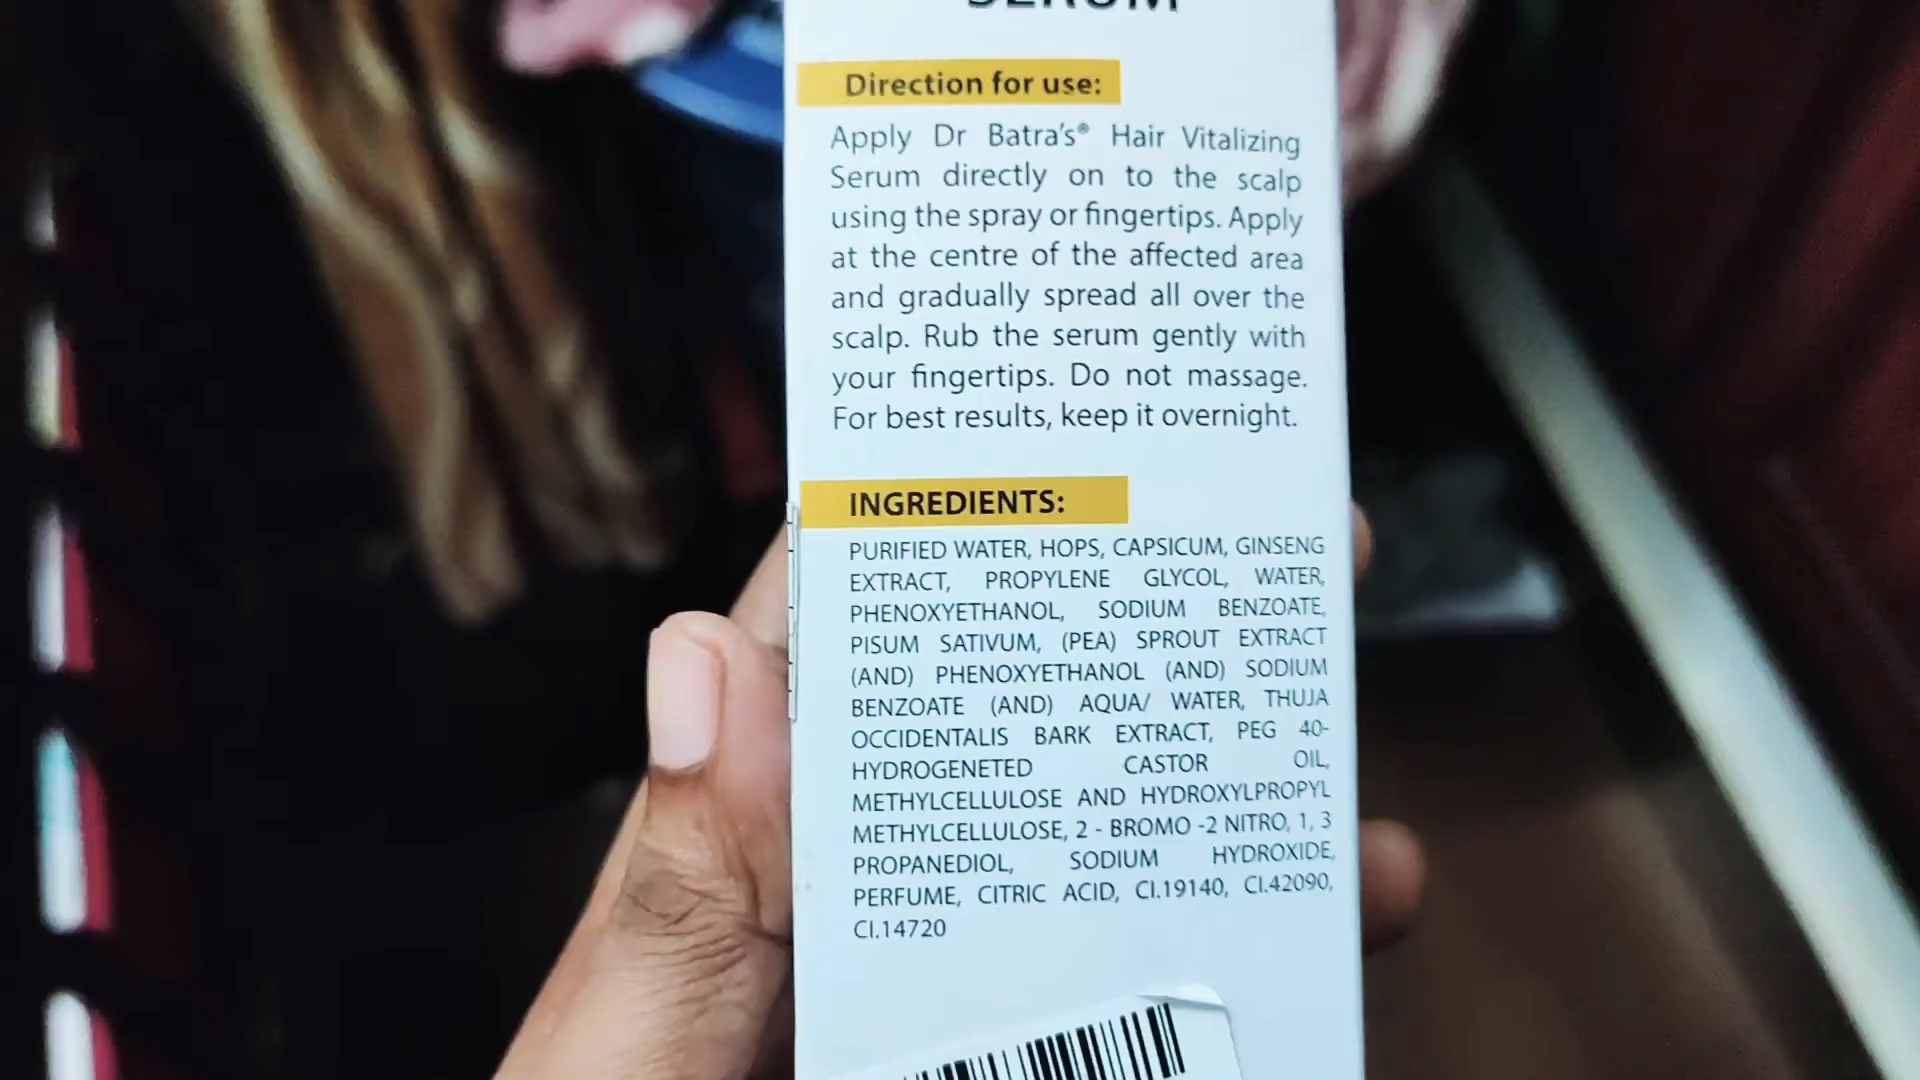 SERUM
Direction for use:
Apply Dr Batra's® Hair Vitalizing
Serum directly on to the scalp
using the spray or fingertips. Apply
at the centre of the affected area
and gradually spread all over the
scalp. Rub the serum gently with
your fingertips. Do not massage.
For best results, keep it overnight.
INGREDIENTS:
PURIFIED WATER, HOPS, CAPSICUM, GINSENG
EXTRACT, PROPYLENE GLYCOL, WATER,
PHENOXYETHANOL, SODIUM BENZOATE,
PISUM SATIVUM, (PEA) SPROUT EXTRACT
(AND) PHENOXYETHANOL (AND) SODIUM
BENZOATE (AND) AQUA/ WATER, THUJA
OCCIDENTALIS BARK EXTRACT, PEG 40-
HYDROGENETED CASTOR OIL,
METHYLCELLULOSE AND HYDROXYLPROPYL
METHYLCELLULOSE, 2 - BROMO -2 NITRO, 1, 3
PROPANEDIOL, SODIUM HYDROXIDE,
PERFUME, CITRIC ACID, CI.19140, CI.42090,
CI.14720